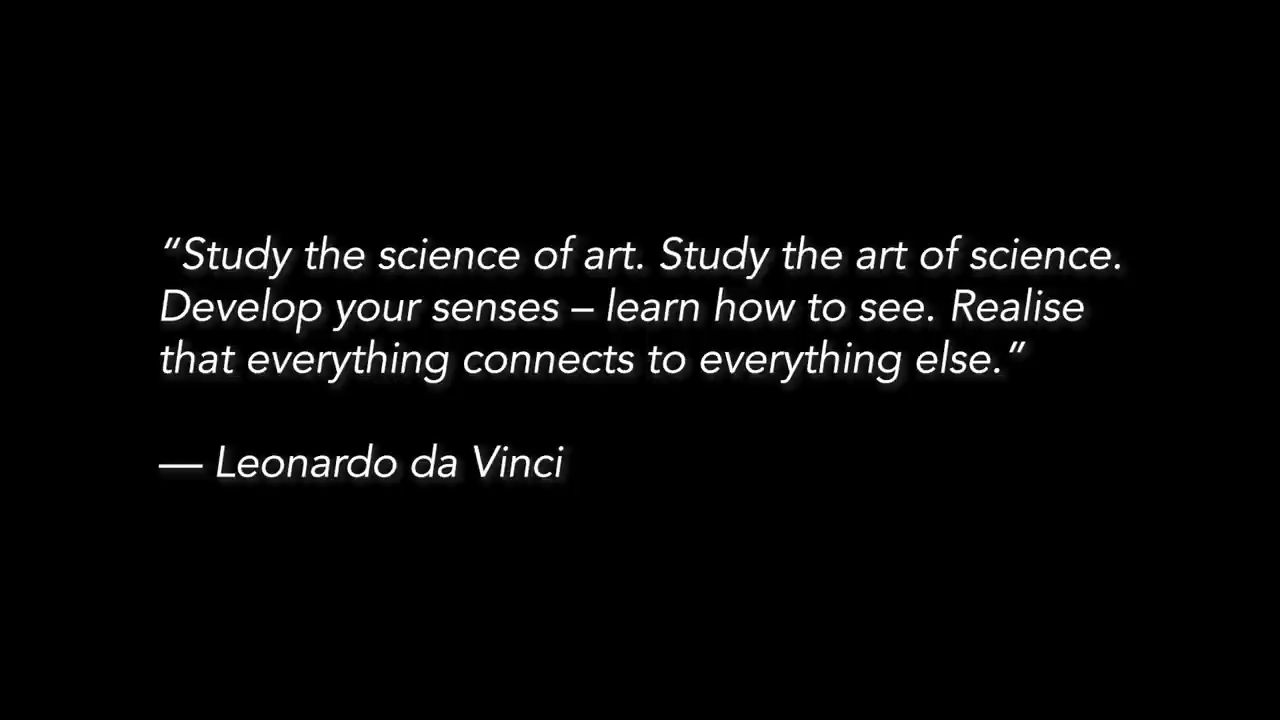 “Study the science of art. Study the art of science.
Develop your senses – learn how to see. Realise
that everything connects to everything else.”
— Leonardo da Vinci